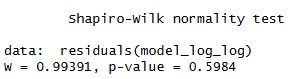 Shapiro-Wilk normality test
data:  residuals(model_log_log)
W = 0.99391, p-value = 0.5984